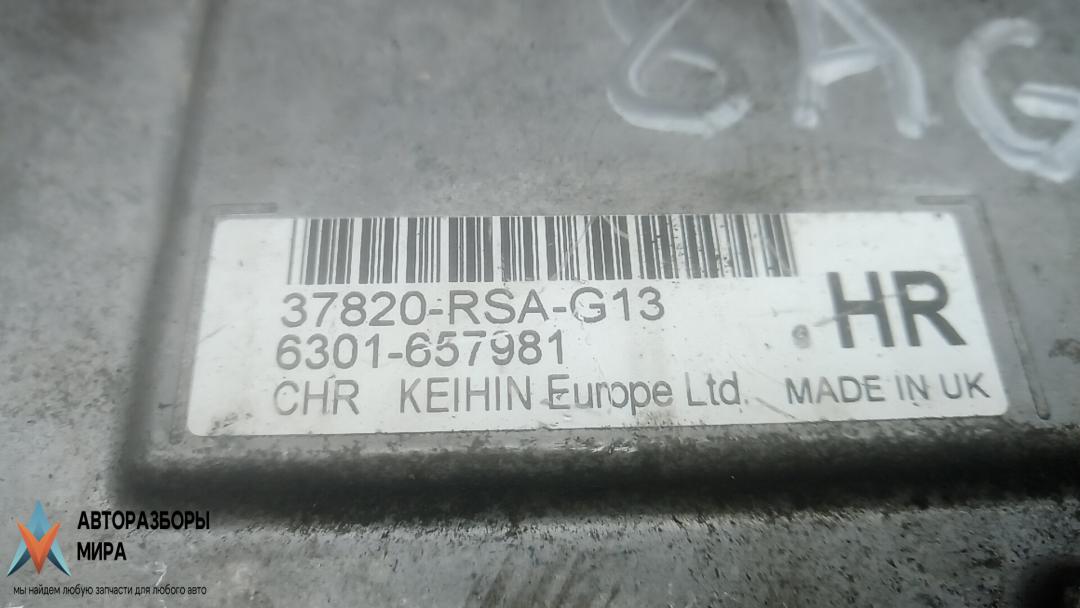 6AG
37820-RSA-G13
6301-657981
HR
CHR KEIHIN Europe Ltd. MADE IN UK
АВТОРАЗБОРЫ
МИРА
мы найдем любую запчасти для любого авто